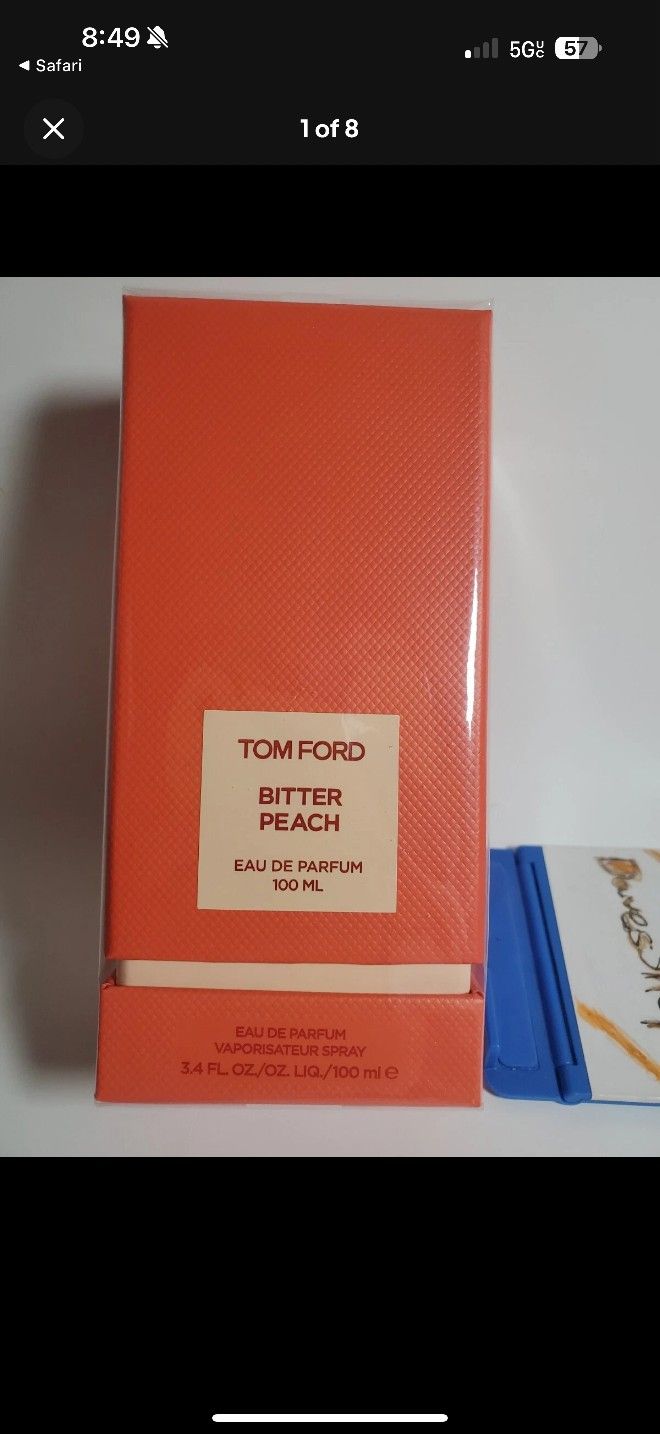 8:49
5G
57
◀ Safari
1 of 8
TOM FORD
BITTER
PEACH
EAU DE PARFUM
100 ML
EAU DE PARFUM
VAPORISATEUR SPRAY
3.4 FL. OZ./OZ. LIQ./100 ml ℮